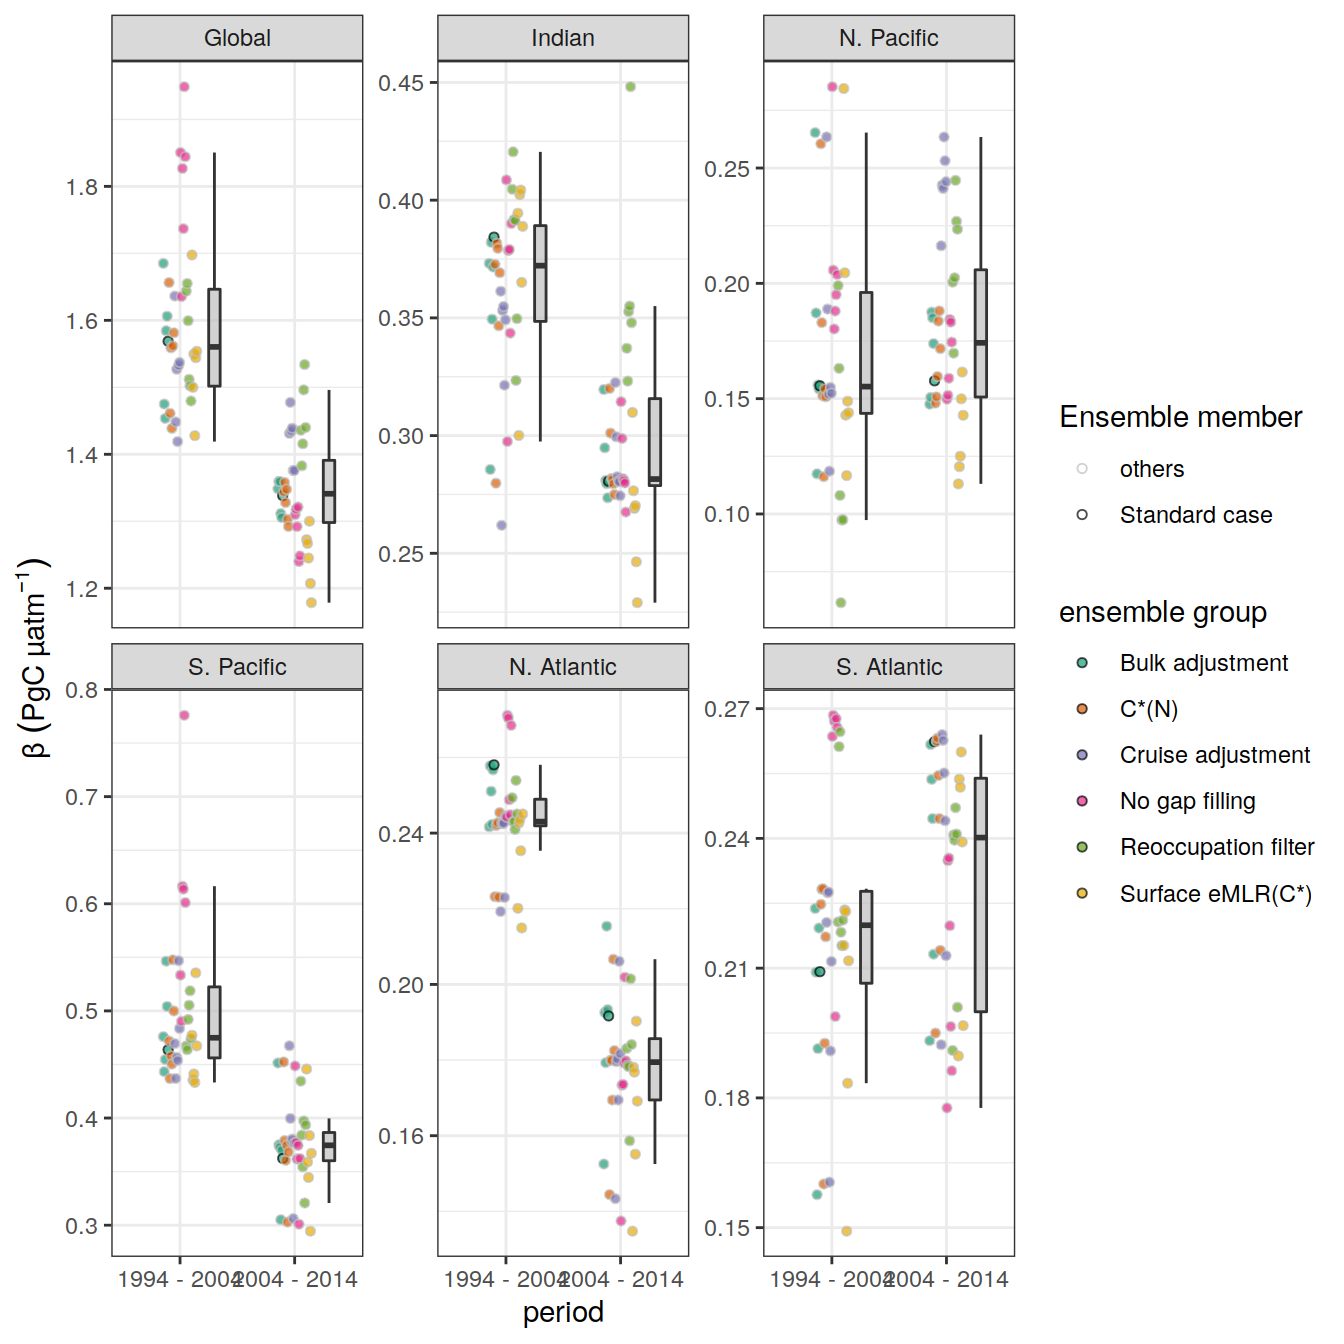 Global
Indian
N. Pacific
1.8
1.6
1.4
1.2
0.45
0.40
0.35
0.30
0.25
0.25
0.20
0.15
0.10
S. Pacific
N. Atlantic
S. Atlantic
0.8
0.7
0.6
0.5
0.4
0.3
0.24
0.20
0.16
0.27
0.24
0.21
0.18
0.15
1994 - 2004
2004 - 2014
1994 - 2004
2004 - 2014
1994 - 2004
2004 - 2014
period
β (PgC µatm⁻¹)
Ensemble member
others
Standard case
ensemble group
Bulk adjustment
C*(N)
Cruise adjustment
No gap filling
Reoccupation filter
Surface eMLR(C*)